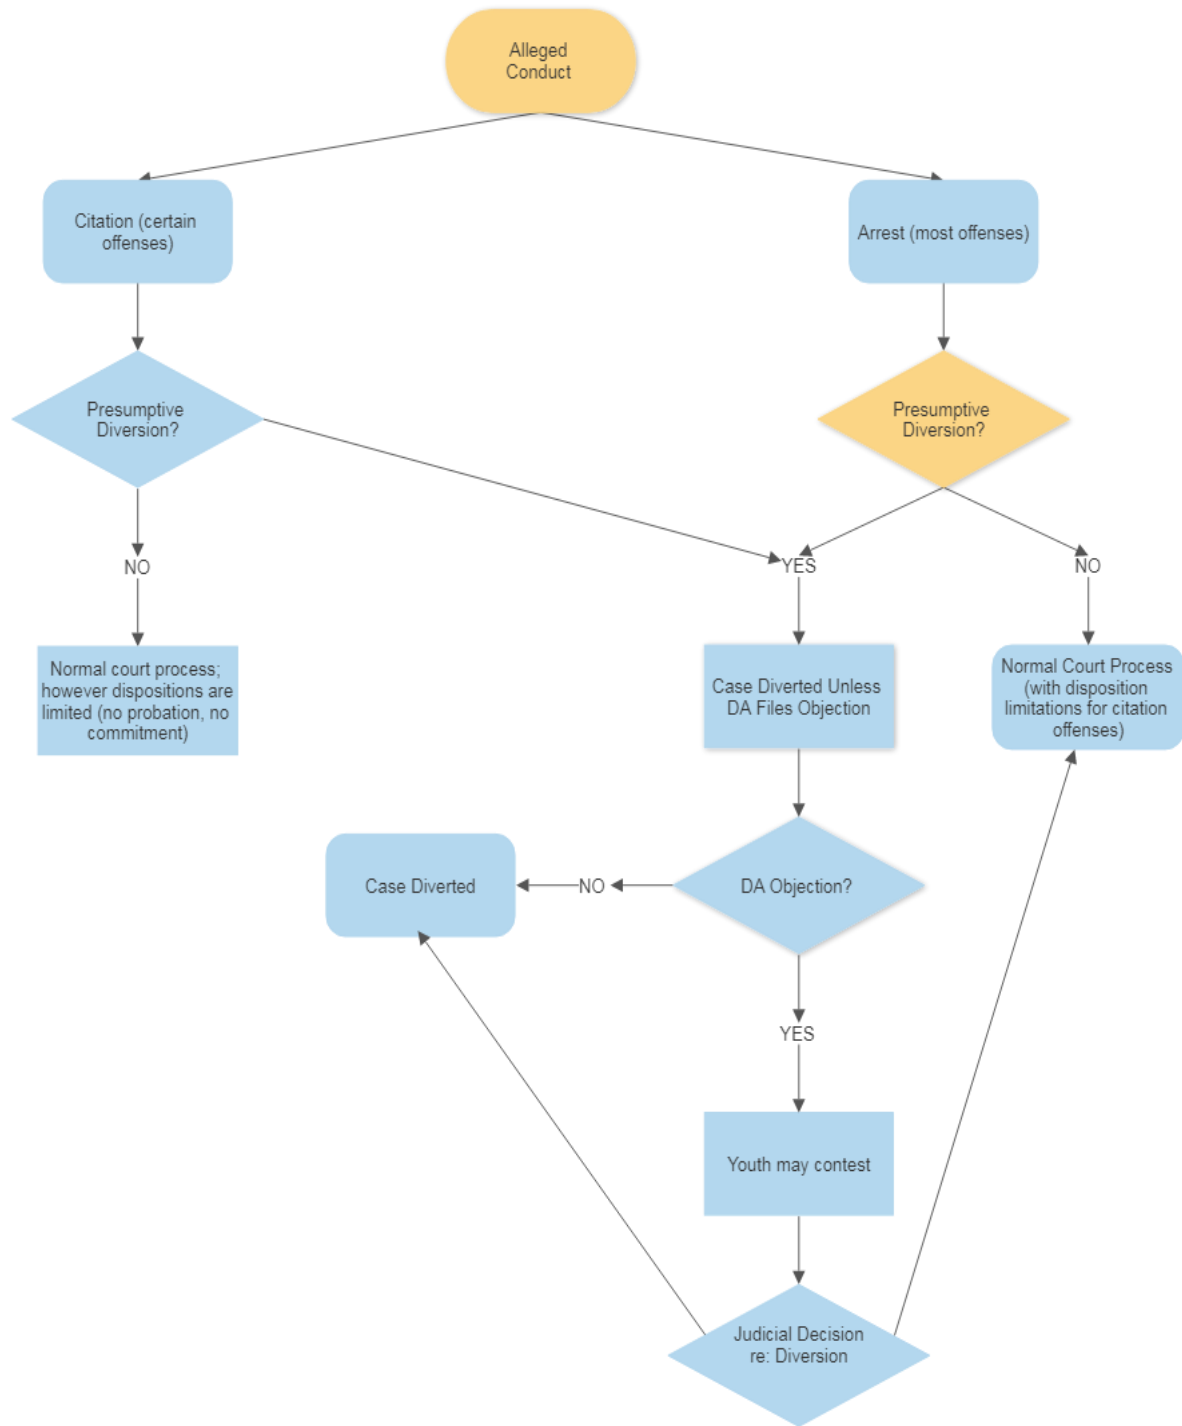 Alleged
Conduct
Citation (certain
offenses)
Arrest (most offenses)
Presumptive
Diversion?
Presumptive
Diversion?
NO
YES
NO
Normal court process;
however dispositions are
limited (no probation, no
commitment)
Case Diverted Unless
DA Files Objection
Normal Court Process
(with disposition
limitations for citation
offenses)
Case Diverted
NO
DA Objection?
YES
Youth may contest
Judicial Decision
re: Diversion